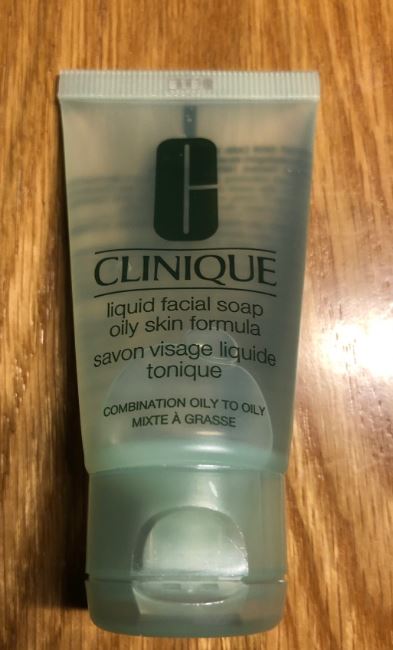 CLINIQUE
liquid facial soap
oily skin formula
savon visage liquide
tonique
COMBINATION OILY TO OILY
MIXTE À GRASSE